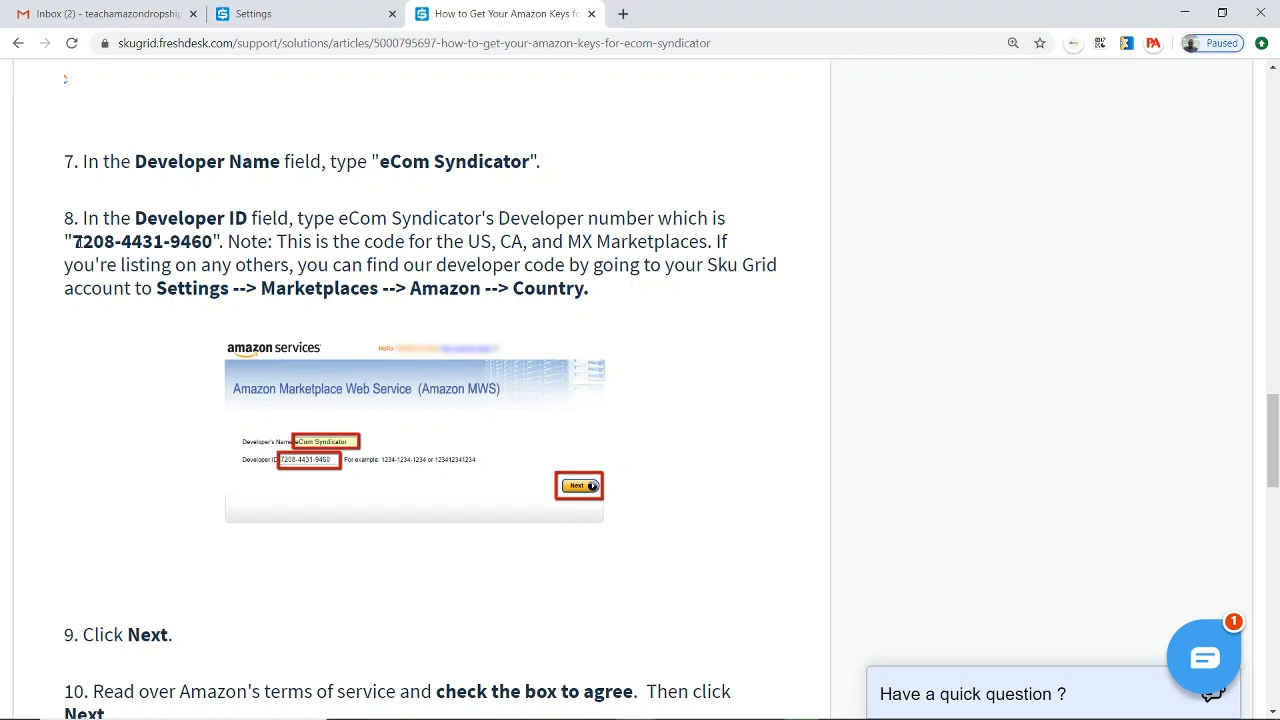 Inbox (2) - teachamazondropship
Settings
How to Get Your Amazon Keys fo
skugrid.freshdesk.com/support/solutions/articles/5000795697-how-to-get-your-amazon-keys-for-ecom-syndicator
ebay
PA
Paused
7. In the Developer Name field, type "eCom Syndicator".
8. In the Developer ID field, type eCom Syndicator's Developer number which is
"7208-4431-9460". Note: This is the code for the US, CA, and MX Marketplaces. If
you're listing on any others, you can find our developer code by going to your Sku Grid
account to Settings --> Marketplaces --> Amazon --> Country.
amazon services
Hello
Amazon Marketplace Web Service (Amazon MWS)
Developer's Name eCom Syndicator
Developer ID 7208-4431-9460 For example: 1234-1234-1234 or 123412341234
Next
9. Click Next.
10. Read over Amazon's terms of service and check the box to agree. Then click
Next
1
Have a quick question ?